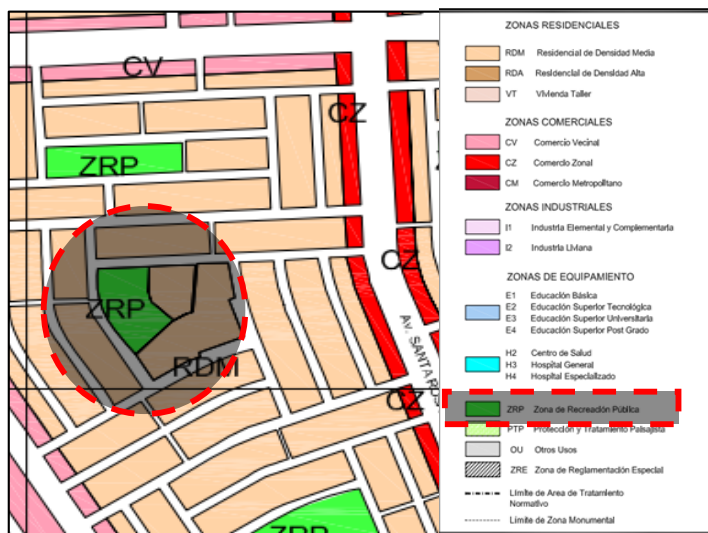 CV
CZ
ZRP
CZ
ZRP
RDM
Av. SANTA ROS
CZ
ZRP
ZONAS RESIDENCIALES
RDM Residencial de Densidad Media
RDA Residencial de Densidad Alta
VT Vivienda Taller
ZONAS COMERCIALES
CV Comercio Vecinal
CZ Comercio Zonal
CM Comercio Metropolitano
ZONAS INDUSTRIALES
I1 Industria Elemental y Complementaria
I2 Industria Liviana
ZONAS DE EQUIPAMIENTO
E1 Educación Básica
E2 Educación Superior Tecnológica
E3 Educación Superior Universitaria
E4 Educación Superior Post Grado
H2 Centro de Salud
H3 Hospital General
H4 Hospital Especializado
ZRP Zona de Recreación Pública
PTP Protección y Tratamiento Paisajista
OU Otros Usos
ZRE Zona de Reglamentación Especial
Límite de Area de Tratamiento
Normativo
Límite de Zona Monumental